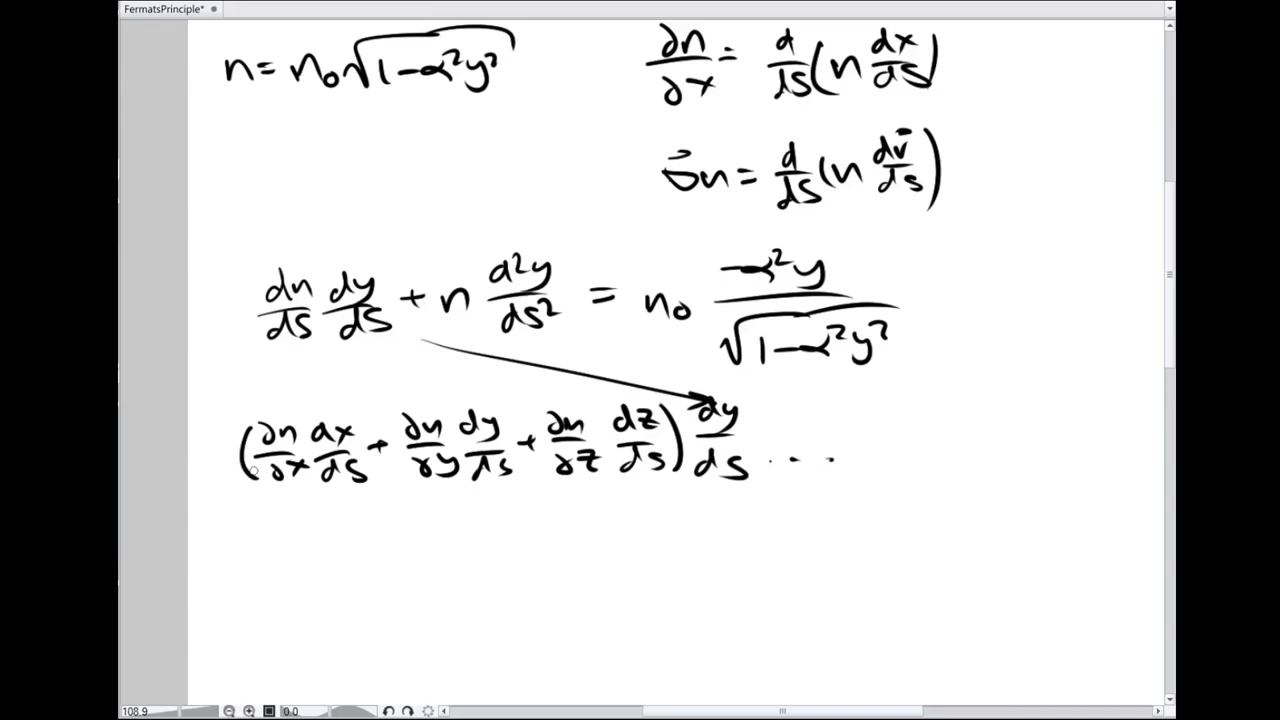 FermatsPrinciple*
n = n₀√(1-α²y²)
∂n/∂x = d/ds(n dx/ds)
∇⃗n = d/ds(n dr̄/ds)
dn/ds dy/ds + n d²y/ds² = n₀ -α²y/√(1-α²y²)
(∂n/∂x dx/ds + ∂n/∂y dy/ds + ∂n/∂z dz/ds) dy/ds ...
108.9 0.0